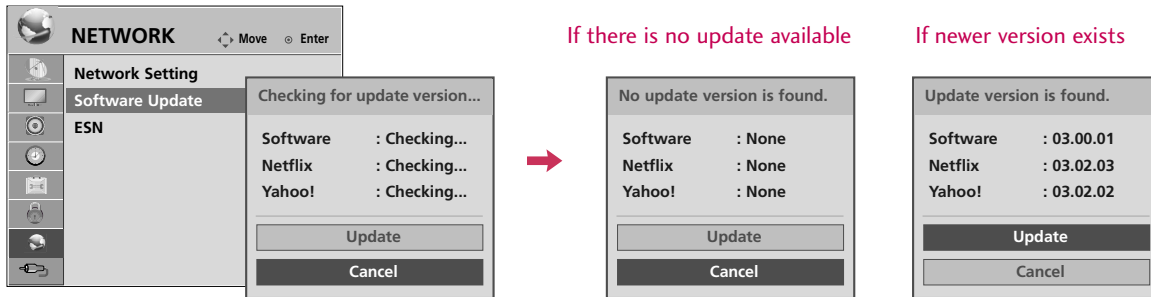 NETWORK Move Enter
Network Setting
Software Update
ESN
Checking for update version...
Software : Checking...
Netflix : Checking...
Yahoo! : Checking...
Update
Cancel
If there is no update available
No update version is found.
Software : None
Netflix : None
Yahoo! : None
Update
Cancel
If newer version exists
Update version is found.
Software : 03.00.01
Netflix : 03.02.03
Yahoo! : 03.02.02
Update
Cancel